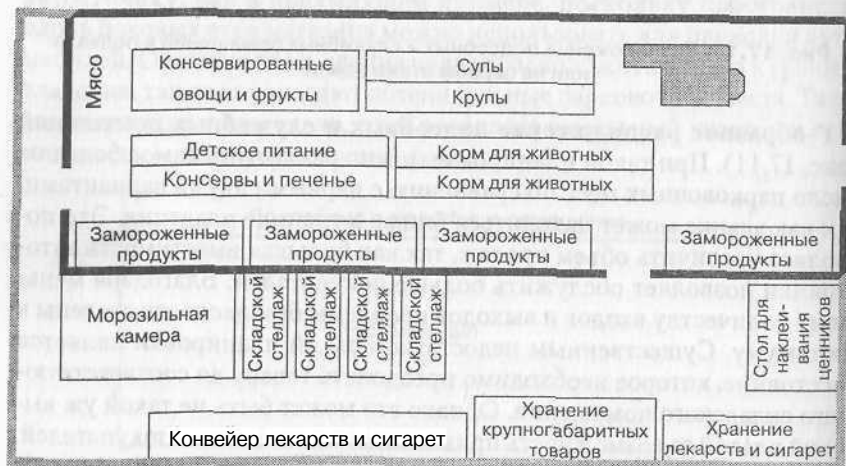 Мясо
Консервированные
овощи и фрукты
Супы
Крупы
Детское питание
Консервы и печенье
Корм для животных
Корм для животных
Замороженные
продукты
Замороженные
продукты
Замороженные
продукты
Замороженные
продукты
Морозильная
камера
Складской
стеллаж
Складской
стеллаж
Складской
стеллаж
Складской
стеллаж
Стол для
наклеи-
вания
ценников
Конвейер лекарств и сигарет
Хранение
крупногабаритных
товаров
Хранение
лекарств и сигарет